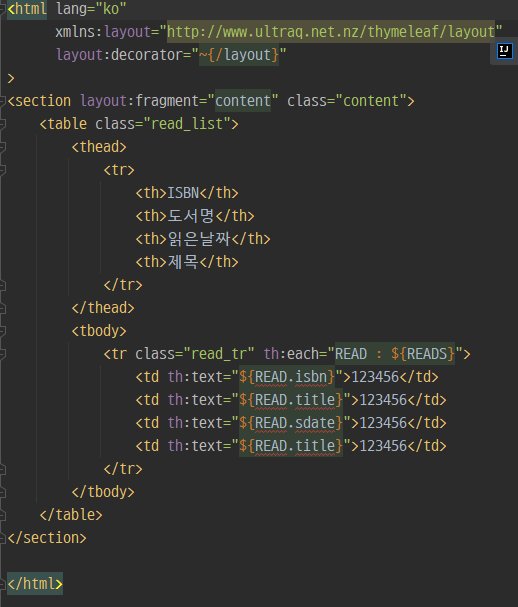 <html lang="ko"
xmlns:layout="http://www.ultraq.net.nz/thymeleaf/layout"
layout:decorator="~{/layout}"
>
<section layout:fragment="content" class="content">
<table class="read_list">
<thead>
<tr>
<th>ISBN</th>
<th>도서명</th>
<th>읽은날짜</th>
<th>제목</th>
</tr>
</thead>
<tbody>
<tr class="read_tr" th:each="READ : ${READS}">
<td th:text="${READ.isbn}">123456</td>
<td th:text="${READ.title}">123456</td>
<td th:text="${READ.sdate}">123456</td>
<td th:text="${READ.title}">123456</td>
</tr>
</tbody>
</table>
</section>
</html>